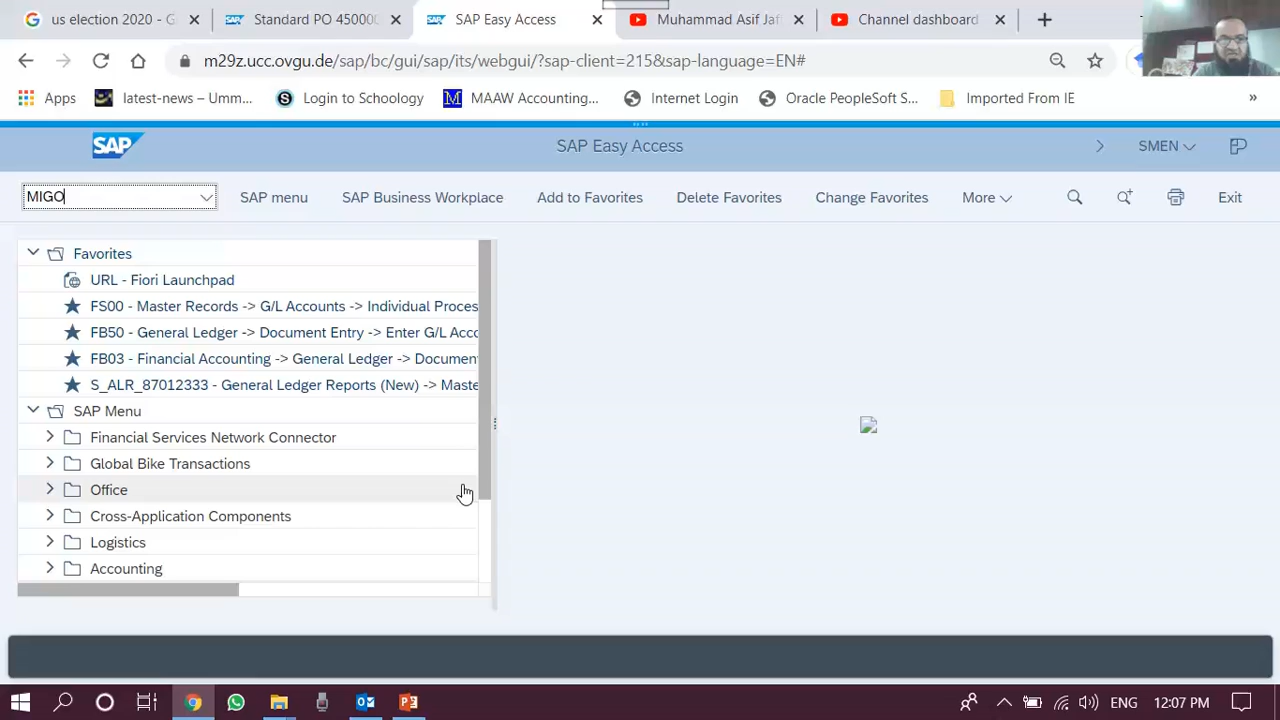 us election 2020 - G
Standard PO 45000
SAP Easy Access
Muhammad Asif Jaf
Channel dashboard
m29z.ucc.ovgu.de/sap/bc/gui/sap/its/webgui/?sap-client=215&sap-language=EN#
Apps
latest-news – Umm...
Login to Schoology
MAAW Accounting...
Internet Login
Oracle PeopleSoft S...
Imported From IE
»
SAP
SAP Easy Access
SMEN
MIGO
SAP menu
SAP Business Workplace
Add to Favorites
Delete Favorites
Change Favorites
More
Exit
Favorites
URL - Fiori Launchpad
FS00 - Master Records -> G/L Accounts -> Individual Proces
FB50 - General Ledger -> Document Entry -> Enter G/L Acco
FB03 - Financial Accounting -> General Ledger -> Document
S_ALR_87012333 - General Ledger Reports (New) -> Maste
SAP Menu
Financial Services Network Connector
Global Bike Transactions
Office
Cross-Application Components
Logistics
Accounting
ENG
12:07 PM